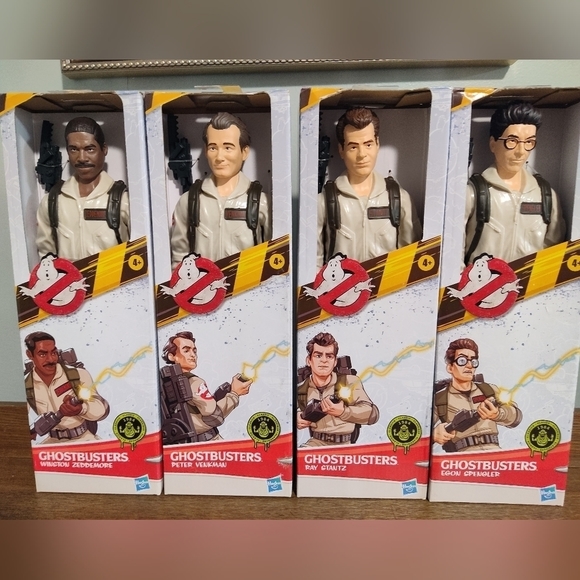 4+
GHOSTBUSTERS
WINSTON ZEDDEMORE
Hasbro
4+
GHOSTBUSTERS
PETER VENKMAN
Hasbro
4+
GHOSTBUSTERS
RAY STANTZ
Hasbro
4+
GHOSTBUSTERS
EGON SPENGLER
Hasbro